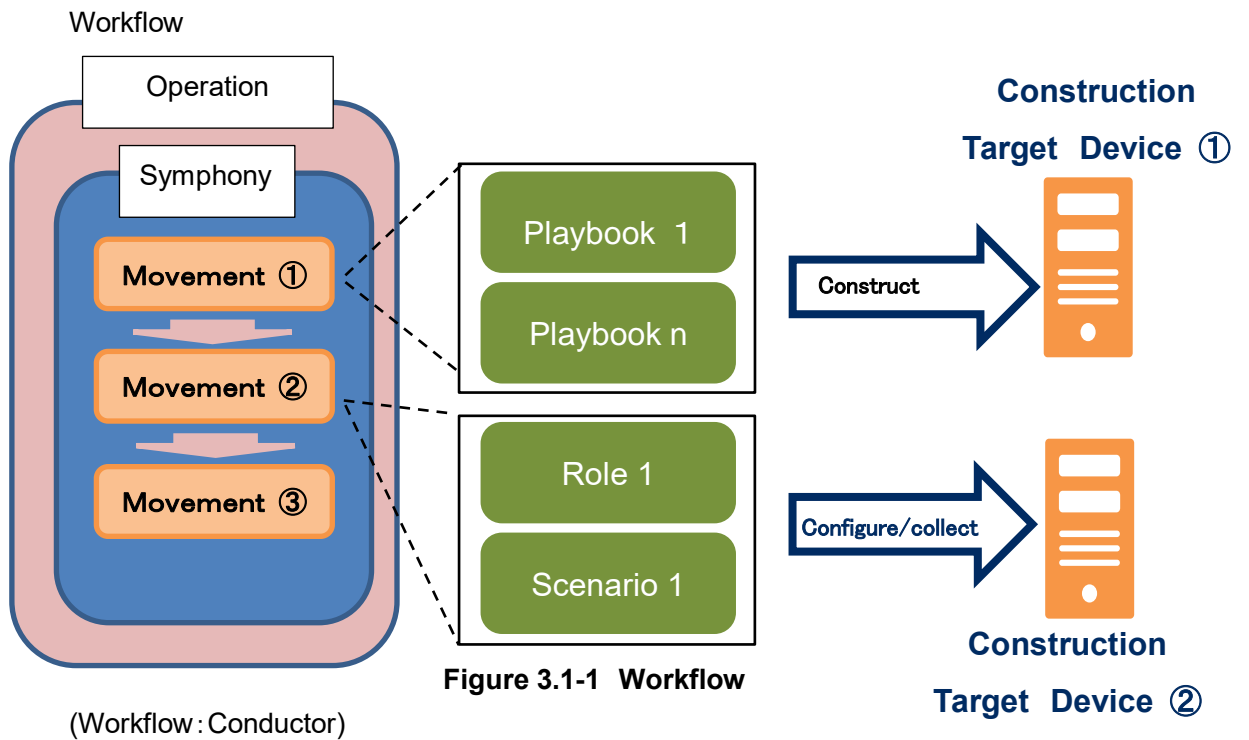 Workflow
Operation
Symphony
Movement ①
Movement ②
Movement ③
(Workflow：Conductor)
Playbook 1
Playbook n
Role 1
Scenario 1
Figure 3.1-1 Workflow
Construct
Configure/collect
Construction
Target Device ①
Construction
Target Device ②